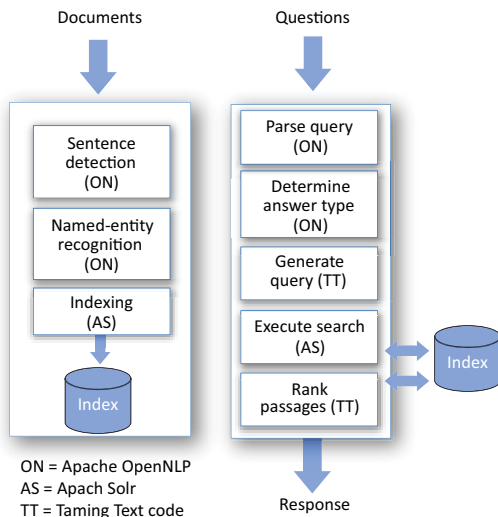 Documents
Sentence
detection
(ON)
Named-entity
recognition
(ON)
Indexing
(AS)
Index
ON = Apache OpenNLP
AS = Apach Solr
TT = Taming Text code
Questions
Parse query
(ON)
Determine
answer type
(ON)
Generate
query (TT)
Execute search
(AS)
Rank
passages (TT)
Index
Response